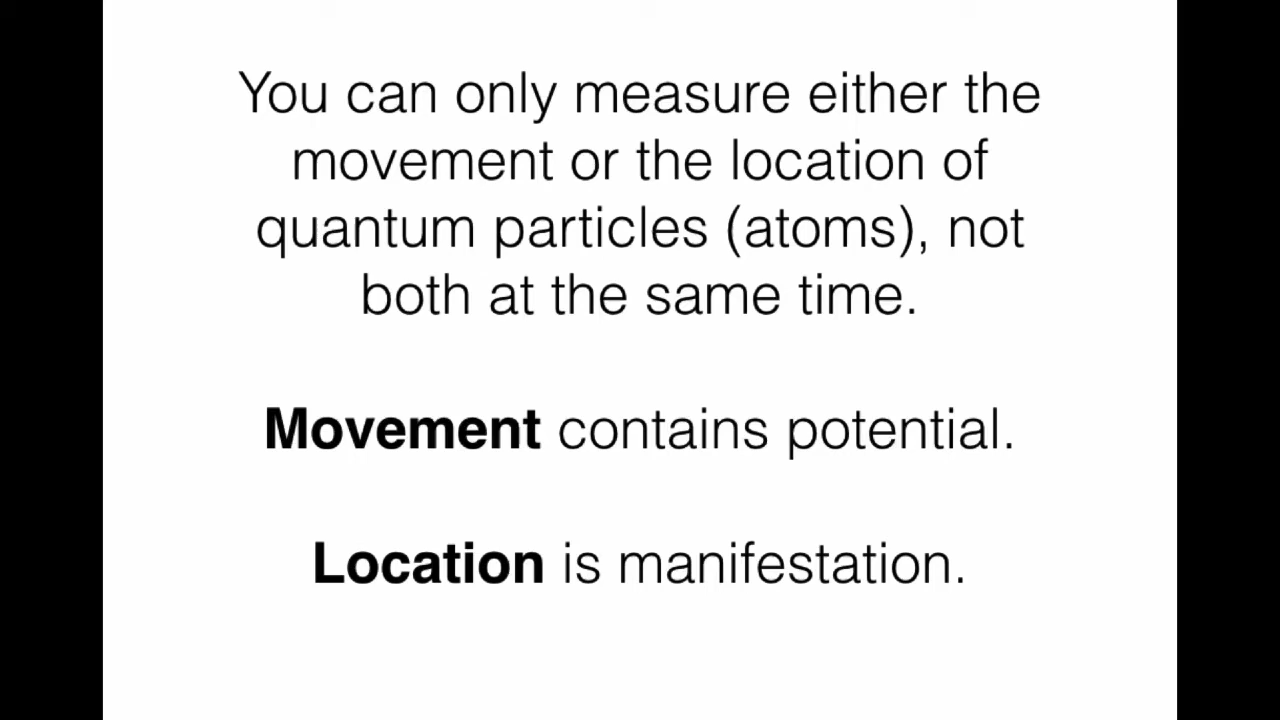 You can only measure either the
movement or the location of
quantum particles (atoms), not
both at the same time.
Movement contains potential.
Location is manifestation.